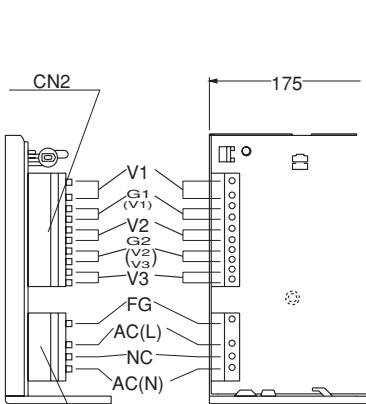 CN2
175
V1
G1
(V1)
V2
G2
(V2
V3)
V3
FG
AC(L)
NC
AC(N)